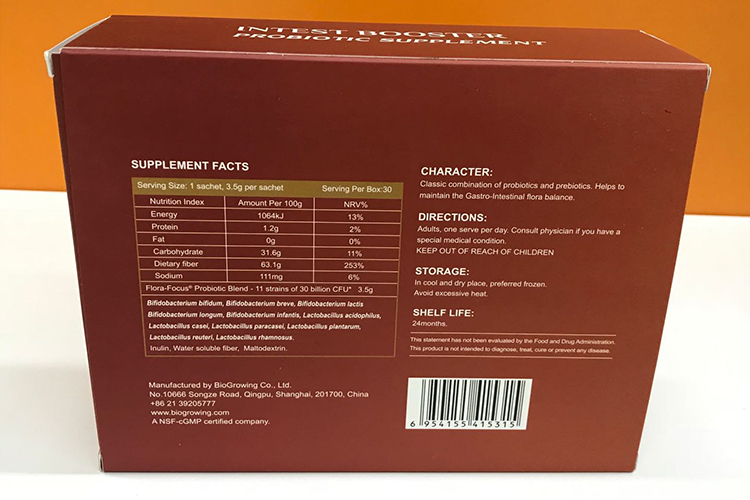 INTEST BOOSTER
PROBIOTIC SUPPLEMENT
SUPPLEMENT FACTS
Serving Size: 1 sachet, 3.5g per sachet Serving Per Box:30
Nutrition Index Amount Per 100g NRV%
Energy 1064kJ 13%
Protein 1.2g 2%
Fat 0g 0%
Carbohydrate 31.6g 11%
Dietary fiber 63.1g 253%
Sodium 111mg 6%
Flora-Focus® Probiotic Blend - 11 strains of 30 billion CFU* 3.5g
Bifidobacterium bifidum, Bifidobacterium breve, Bifidobacterium lactis
Bifidobacterium longum, Bifidobacterium infantis, Lactobacillus acidophilus,
Lactobacillus casei, Lactobacillus paracasei, Lactobacillus plantarum,
Lactobacillus reuteri, Lactobacillus rhamnosus.
Inulin, Water soluble fiber, Maltodextrin.
Manufactured by BioGrowing Co., Ltd.
No.10666 Songze Road, Qingpu, Shanghai, 201700, China
+86 21 39205777
www.biogrowing.com
A NSF-cGMP certified company.
CHARACTER:
Classic combination of probiotics and prebiotics. Helps to
maintain the Gastro-Intestinal flora balance.
DIRECTIONS:
Adults, one serve per day. Consult physician if you have a
special medical condition.
KEEP OUT OF REACH OF CHILDREN
STORAGE:
In cool and dry place, preferred frozen.
Avoid excessive heat.
SHELF LIFE:
24months.
This statement has not been evaluated by the Food and Drug Administration.
This product is not intended to diagnose, treat, cure or prevent any disease.
6 954155 415315